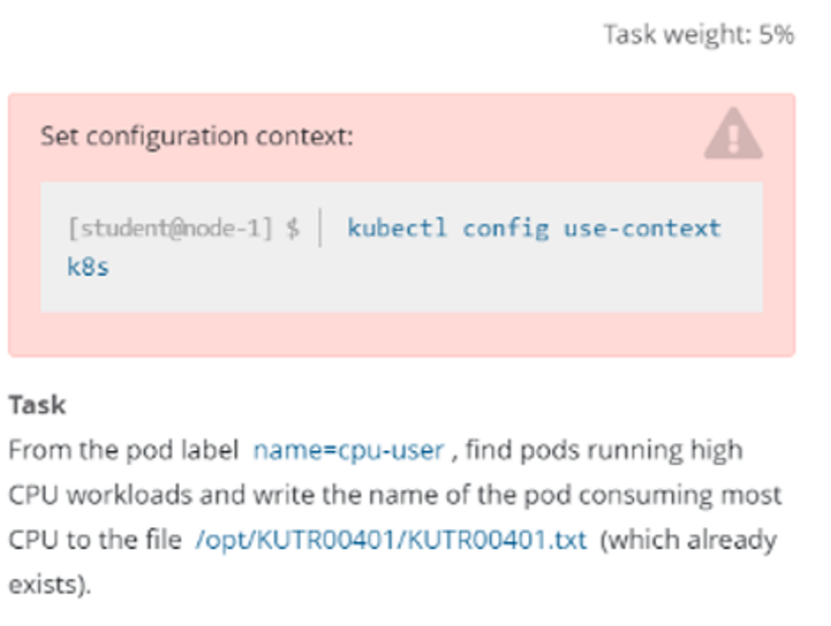 Task weight: 5%
Set configuration context:
[student@node-1] $ | kubectl config use-context
k8s
Task
From the pod label name=cpu-user , find pods running high
CPU workloads and write the name of the pod consuming most
CPU to the file /opt/KUTR00401/KUTR00401.txt (which already
exists).